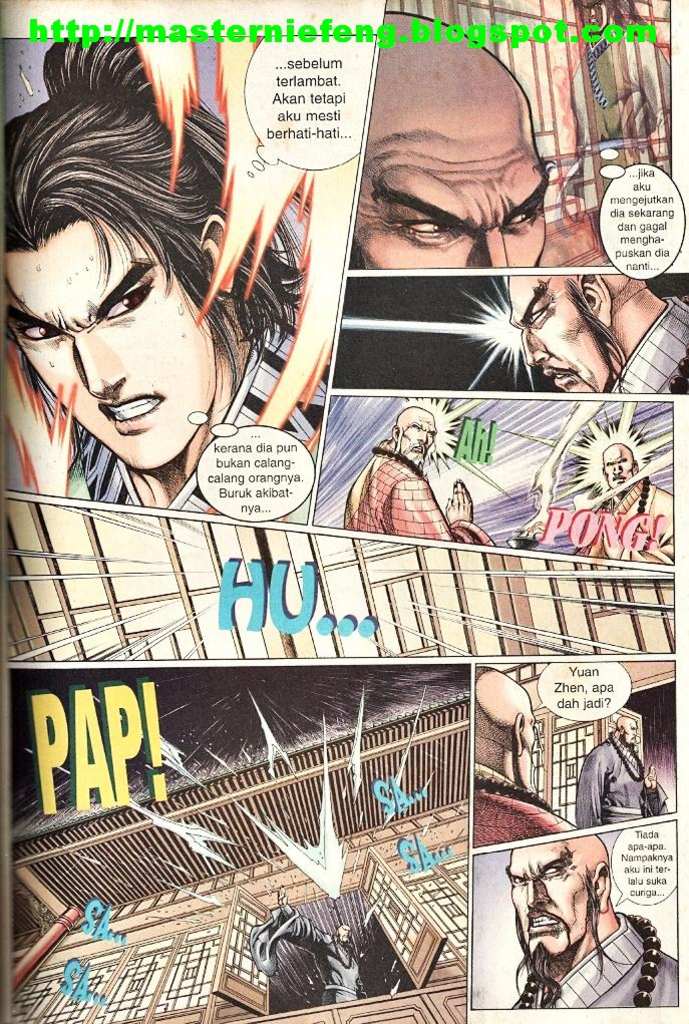 http://masterniefeng.blogspot.com
...sebelum
terlambat.
Akan tetapi
aku mesti
berhati-hati...
...
kerana dia pun
bukan calang-
calang orangnya.
Buruk akibat-
nya...
...jika
aku
mengejutkan
dia sekarang
dan gagal
mengha-
puskan dia
nanti...
Ah!
PONG!
HU...
PAP!
SA...
SA...
SA...
SA...
Yuan
Zhen, apa
dah jadi?
Tiada
apa-apa.
Nampaknya
aku ini ter-
lalu suka
curiga...